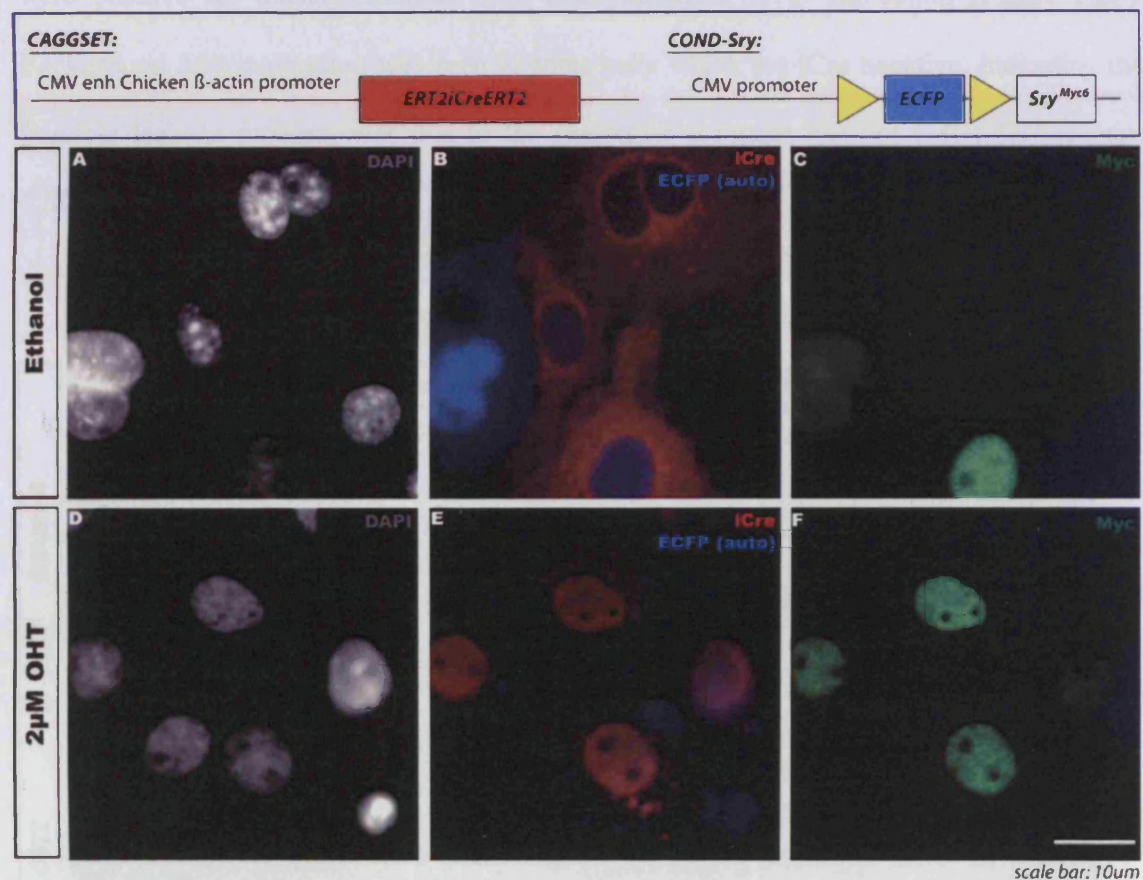 CAGGSET:
COND-Sry:
CMV enh Chicken ß-actin promoter
ERT2iCreERT2
CMV promoter
ECFP
Sry Myc6
Ethanol
A
DAPI
B
iCre
ECFP (auto)
C
Myc
2µM OHT
D
DAPI
E
iCre
ECFP (auto)
F
Myc
scale bar: 10um